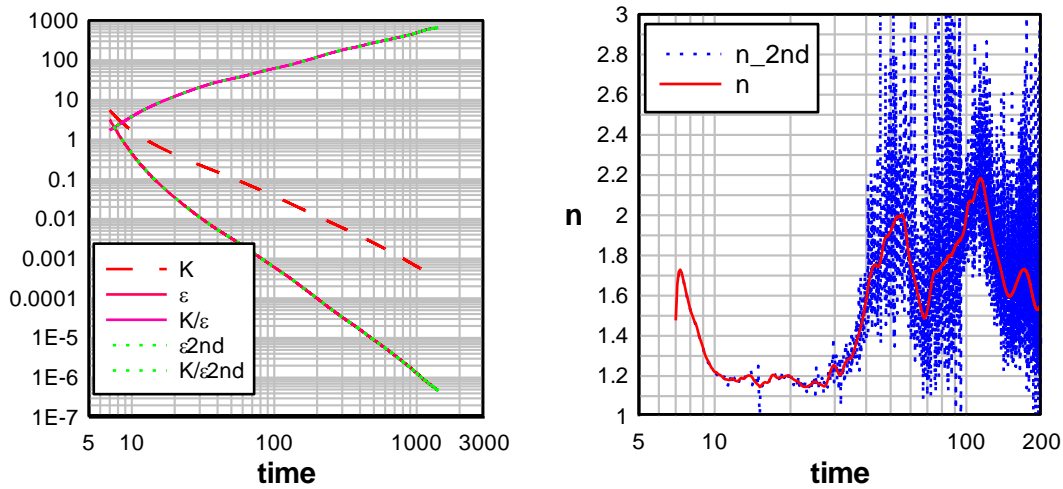 1000
100
10
1
0.1
0.01
0.001
0.0001
1E-5
1E-6
1E-7
K
ε
K/ε
ε2nd
K/ε2nd
5 10 100 1000 3000
time
3
2.8
2.6
2.4
2.2
2
1.8
1.6
1.4
1.2
1
n
n_2nd
n
5 10 100 200
time